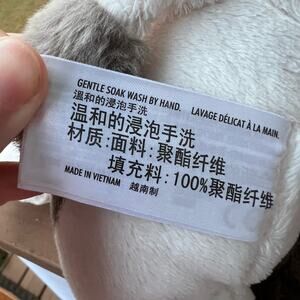 GENTLE SOAK WASH BY HAND. LAVAGE DÉLICAT À LA MAIN.
溫和的浸泡手洗
温和的浸泡手洗
材质:面料:聚酯纤维
填充料:100%聚酯纤维
MADE IN VIETNAM 越南制